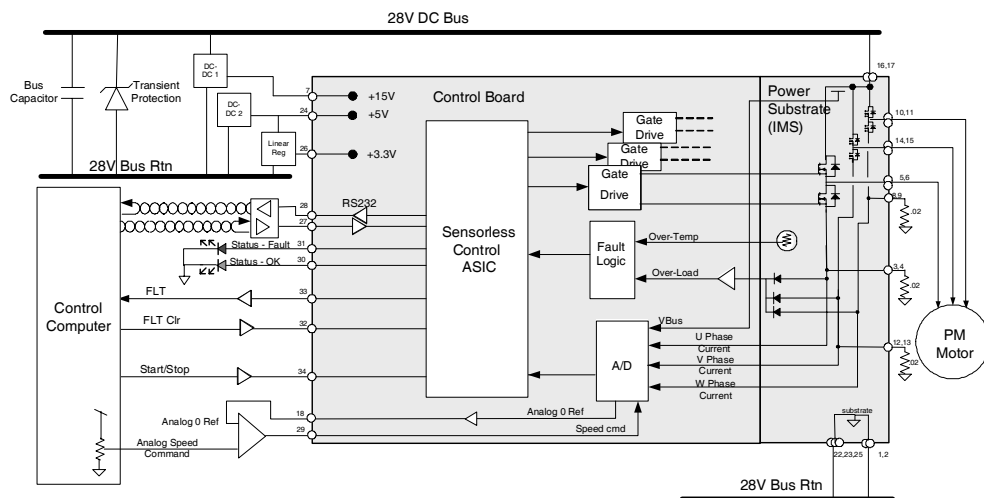 28V DC Bus
Bus
Capacitor
Transient
Protection
DC-
DC 1
DC-
DC 2
Linear
Reg
28V Bus Rtn
7
24
26
+15V
+5V
+3.3V
Control Board
Power
Substrate
(IMS)
16,17
10,11
14,15
5,6
8,9
.02
3,4
.02
12,13
.02
Gate
Drive
Gate
Drive
Gate
Drive
RS232
28
27
Status - Fault
31
Status - OK
30
FLT
33
FLT Clr
32
Start/Stop
34
Control
Computer
Sensorless
Control
ASIC
Fault
Logic
Over-Temp
Over-Load
A/D
VBus
U Phase
Current
V Phase
Current
W Phase
Current
PM
Motor
Analog 0 Ref
18
Analog 0 Ref
29
Speed cmd
Analog Speed
Command
substrate
22,23,25
1,2
28V Bus Rtn